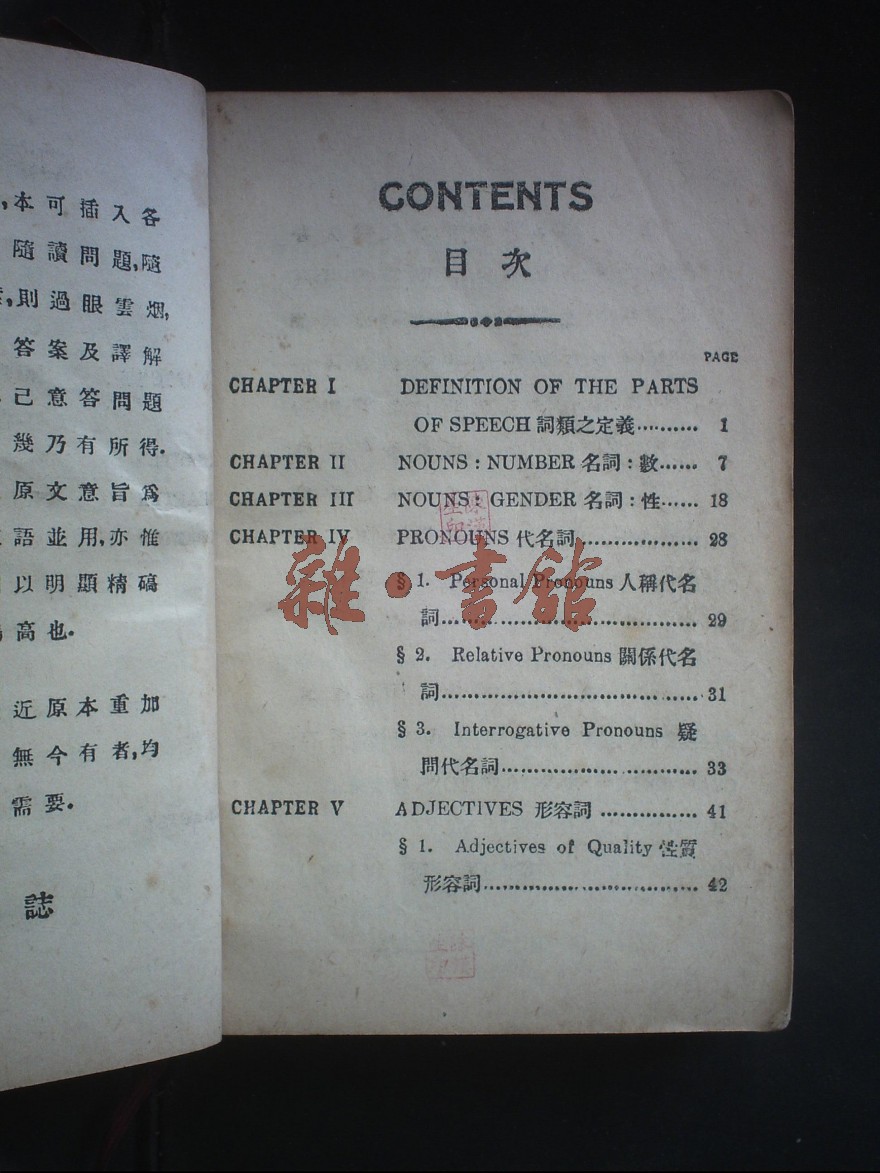 本可插入各
隨讀問題,隨
則過眼雲烟,
答案及譯解
己意答問題
幾乃有所得.
原文意旨爲
語並用,亦惟
以明顯精碻
高也.
近原本重加
無今有者,均
需要.
誌
CONTENTS
目次
PAGE
CHAPTER I DEFINITION OF THE PARTS
OF SPEECH 詞類之定義.......... 1
CHAPTER II NOUNS : NUMBER 名詞 : 數...... 7
CHAPTER III NOUNS : GENDER 名詞 : 性...... 18
CHAPTER IV PRONOUNS 代名詞.................... 28
§ 1. Personal Pronouns 人稱代名
詞........................................ 29
§ 2. Relative Pronouns 關係代名
詞........................................ 31
§ 3. Interrogative Pronouns 疑
問代名詞.............................. 33
CHAPTER V ADJECTIVES 形容詞 ............... 41
§ 1. Adjectives of Quality 性質
形容詞................................. 42
雜·書舘